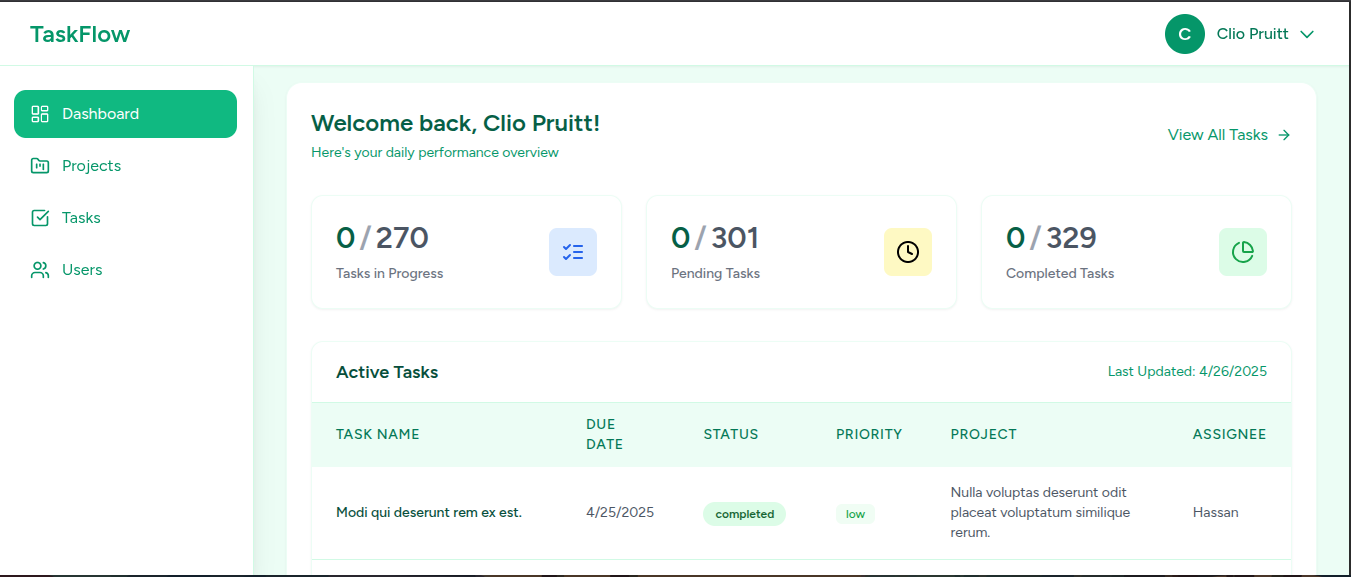 TaskFlow
C Clio Pruitt
Dashboard
Projects
Tasks
Users
Welcome back, Clio Pruitt!
Here's your daily performance overview
View All Tasks →
0 / 270
Tasks in Progress
0 / 301
Pending Tasks
0 / 329
Completed Tasks
Active Tasks
Last Updated: 4/26/2025
TASK NAME
DUE
DATE
STATUS
PRIORITY
PROJECT
ASSIGNEE
Modi qui deserunt rem ex est.
4/25/2025
completed
low
Nulla voluptas deserunt odit
placeat voluptatum similique
rerum.
Hassan